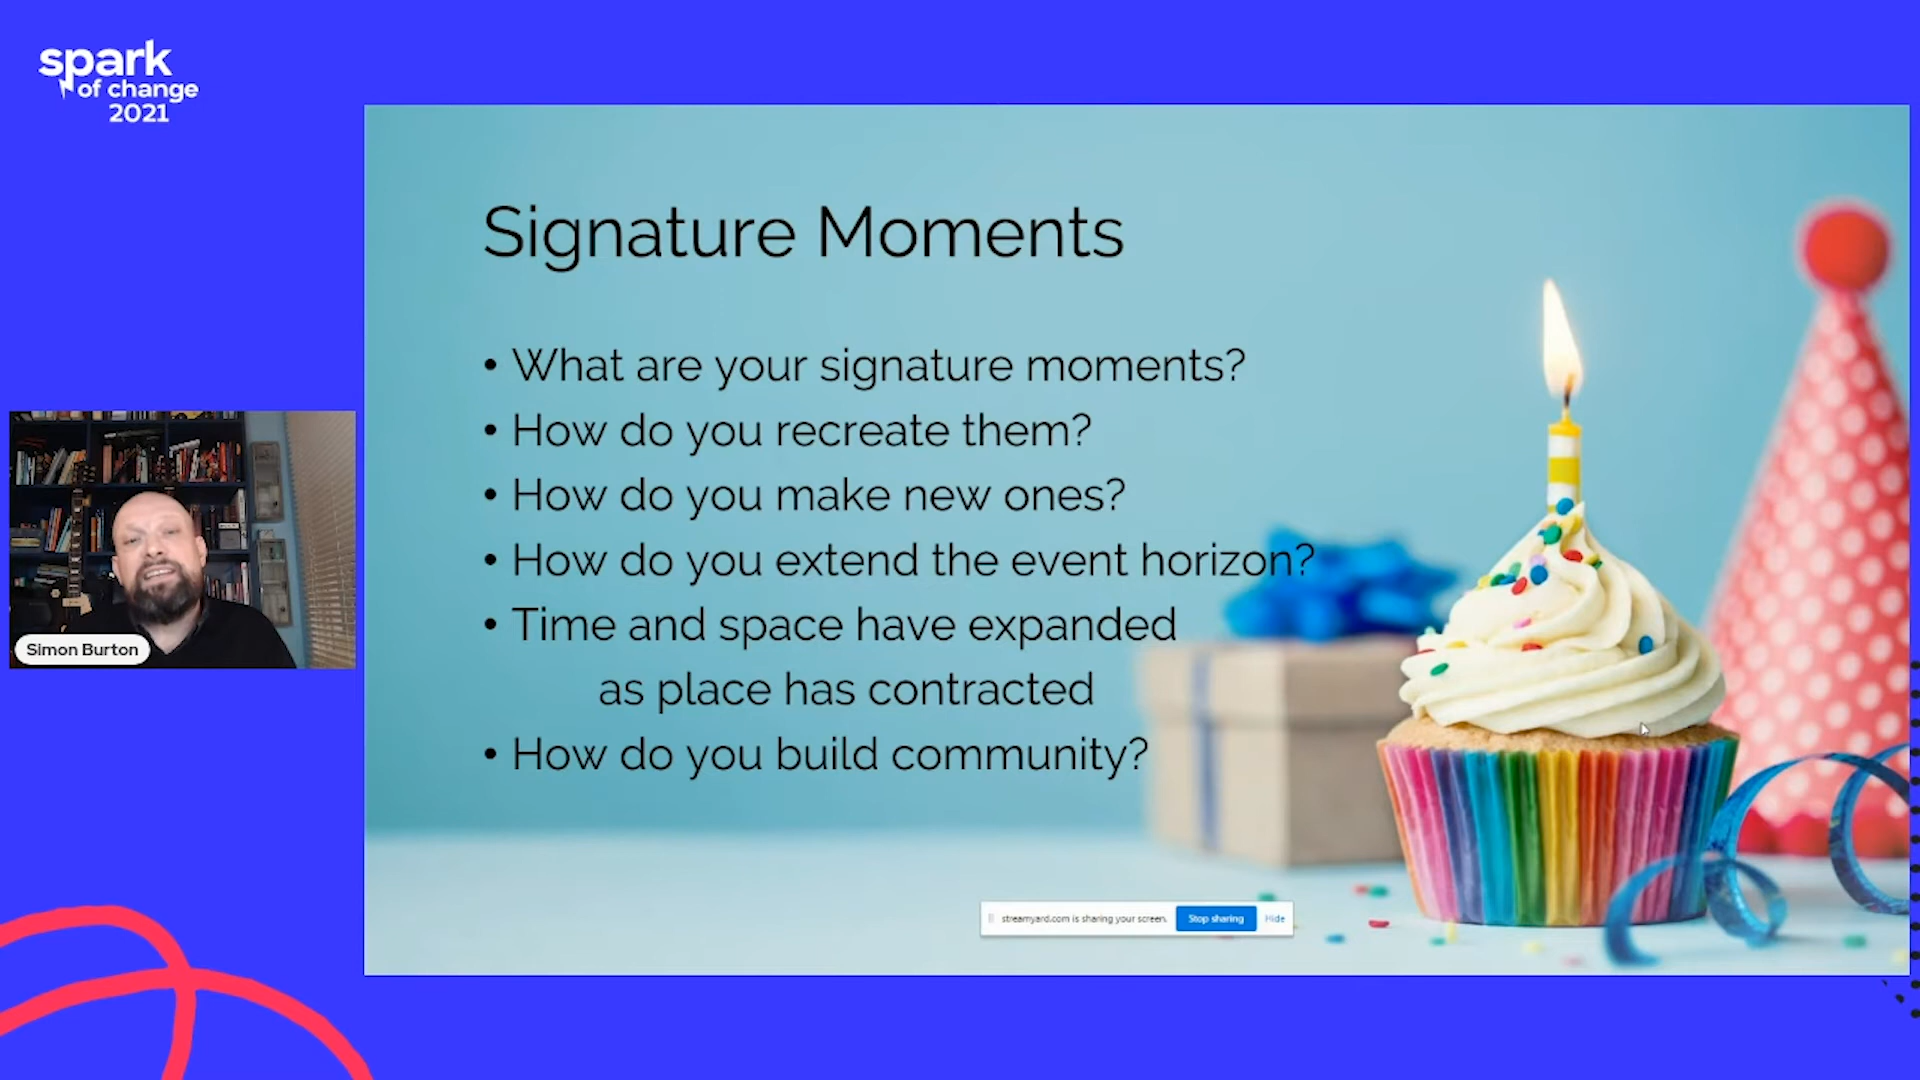 spark
of change
2021
Signature Moments
• What are your signature moments?
• How do you recreate them?
• How do you make new ones?
• How do you extend the event horizon?
• Time and space have expanded
as place has contracted
• How do you build community?
Simon Burton
streamyard.com is sharing your screen. Stop sharing Hide